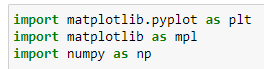 import matplotlib.pyplot as plt
import matplotlib as mpl
import numpy as np